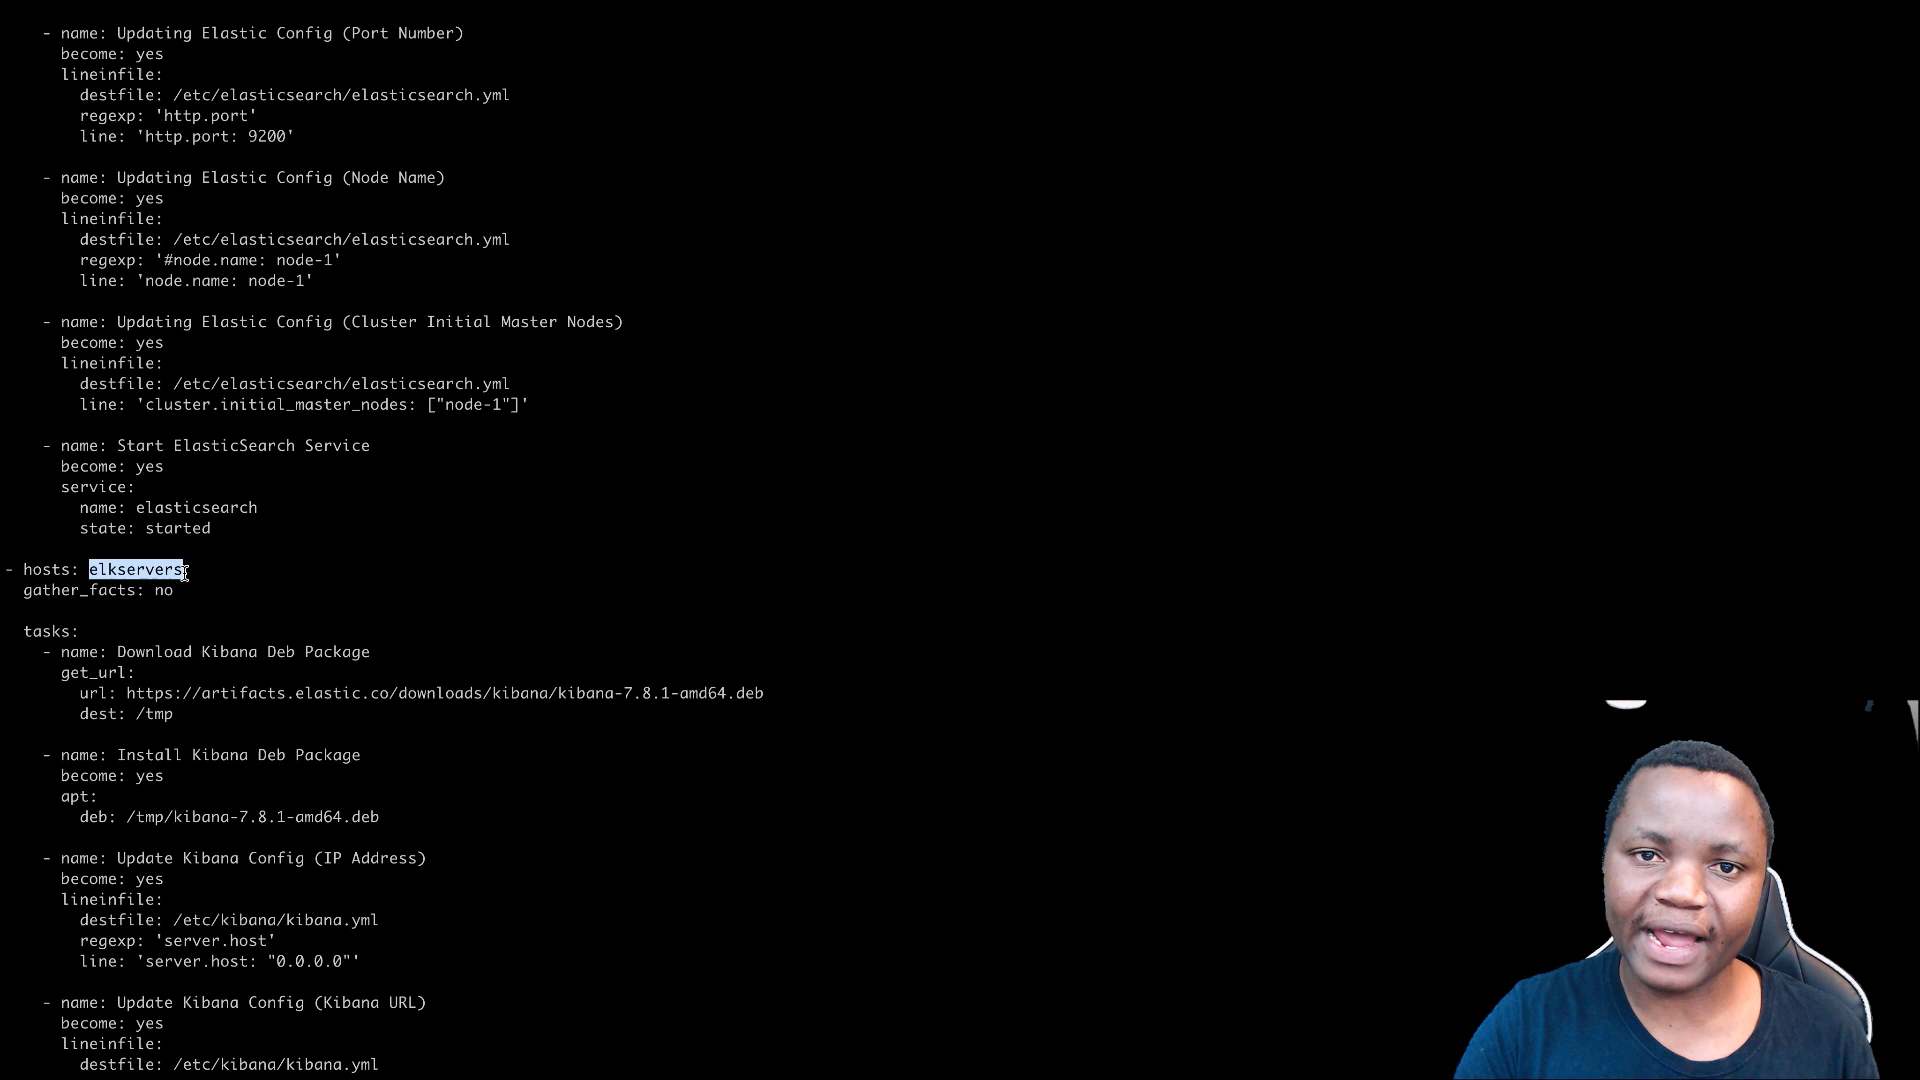 - name: Updating Elastic Config (Port Number)
become: yes
lineinfile:
destfile: /etc/elasticsearch/elasticsearch.yml
regexp: 'http.port'
line: 'http.port: 9200'
- name: Updating Elastic Config (Node Name)
become: yes
lineinfile:
destfile: /etc/elasticsearch/elasticsearch.yml
regexp: '#node.name: node-1'
line: 'node.name: node-1'
- name: Updating Elastic Config (Cluster Initial Master Nodes)
become: yes
lineinfile:
destfile: /etc/elasticsearch/elasticsearch.yml
line: 'cluster.initial_master_nodes: ["node-1"]'
- name: Start ElasticSearch Service
become: yes
service:
name: elasticsearch
state: started
- hosts: elkservers
gather_facts: no
tasks:
- name: Download Kibana Deb Package
get_url:
url: https://artifacts.elastic.co/downloads/kibana/kibana-7.8.1-amd64.deb
dest: /tmp
- name: Install Kibana Deb Package
become: yes
apt:
deb: /tmp/kibana-7.8.1-amd64.deb
- name: Update Kibana Config (IP Address)
become: yes
lineinfile:
destfile: /etc/kibana/kibana.yml
regexp: 'server.host'
line: 'server.host: "0.0.0.0"'
- name: Update Kibana Config (Kibana URL)
become: yes
lineinfile:
destfile: /etc/kibana/kibana.yml